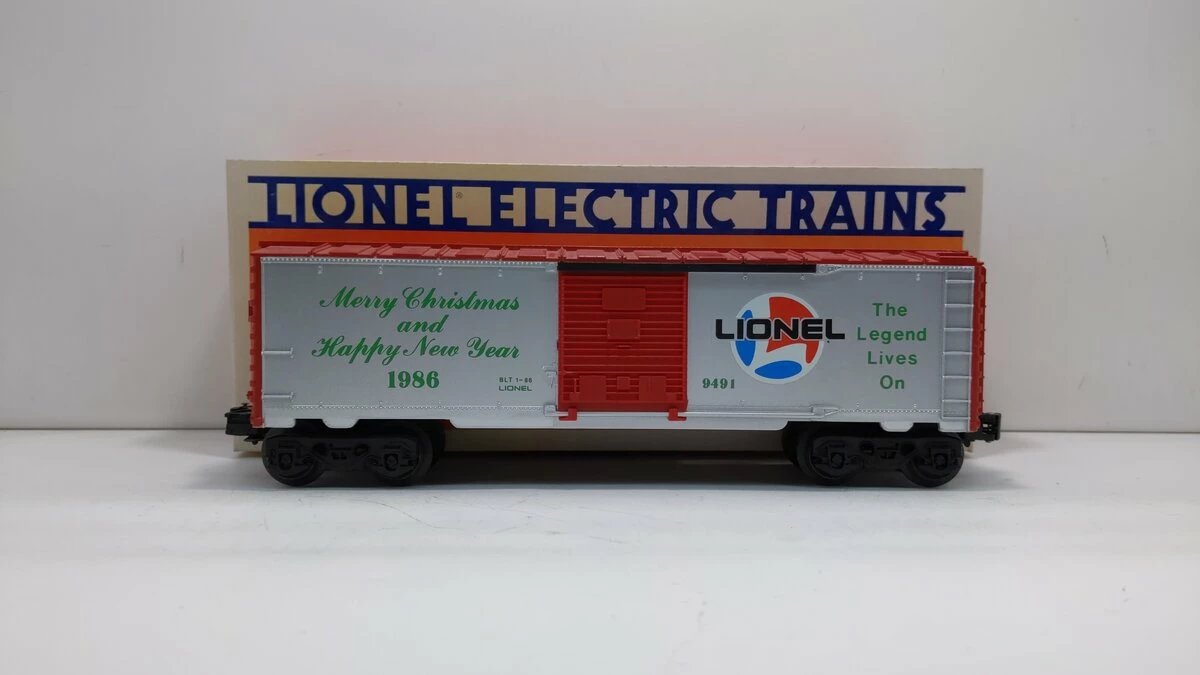 LIONEL® ELECTRIC TRAINS
Merry Christmas
and
Happy New Year
1986
BLT 1-86
LIONEL
9491
LIONEL
The
Legend
Lives
On